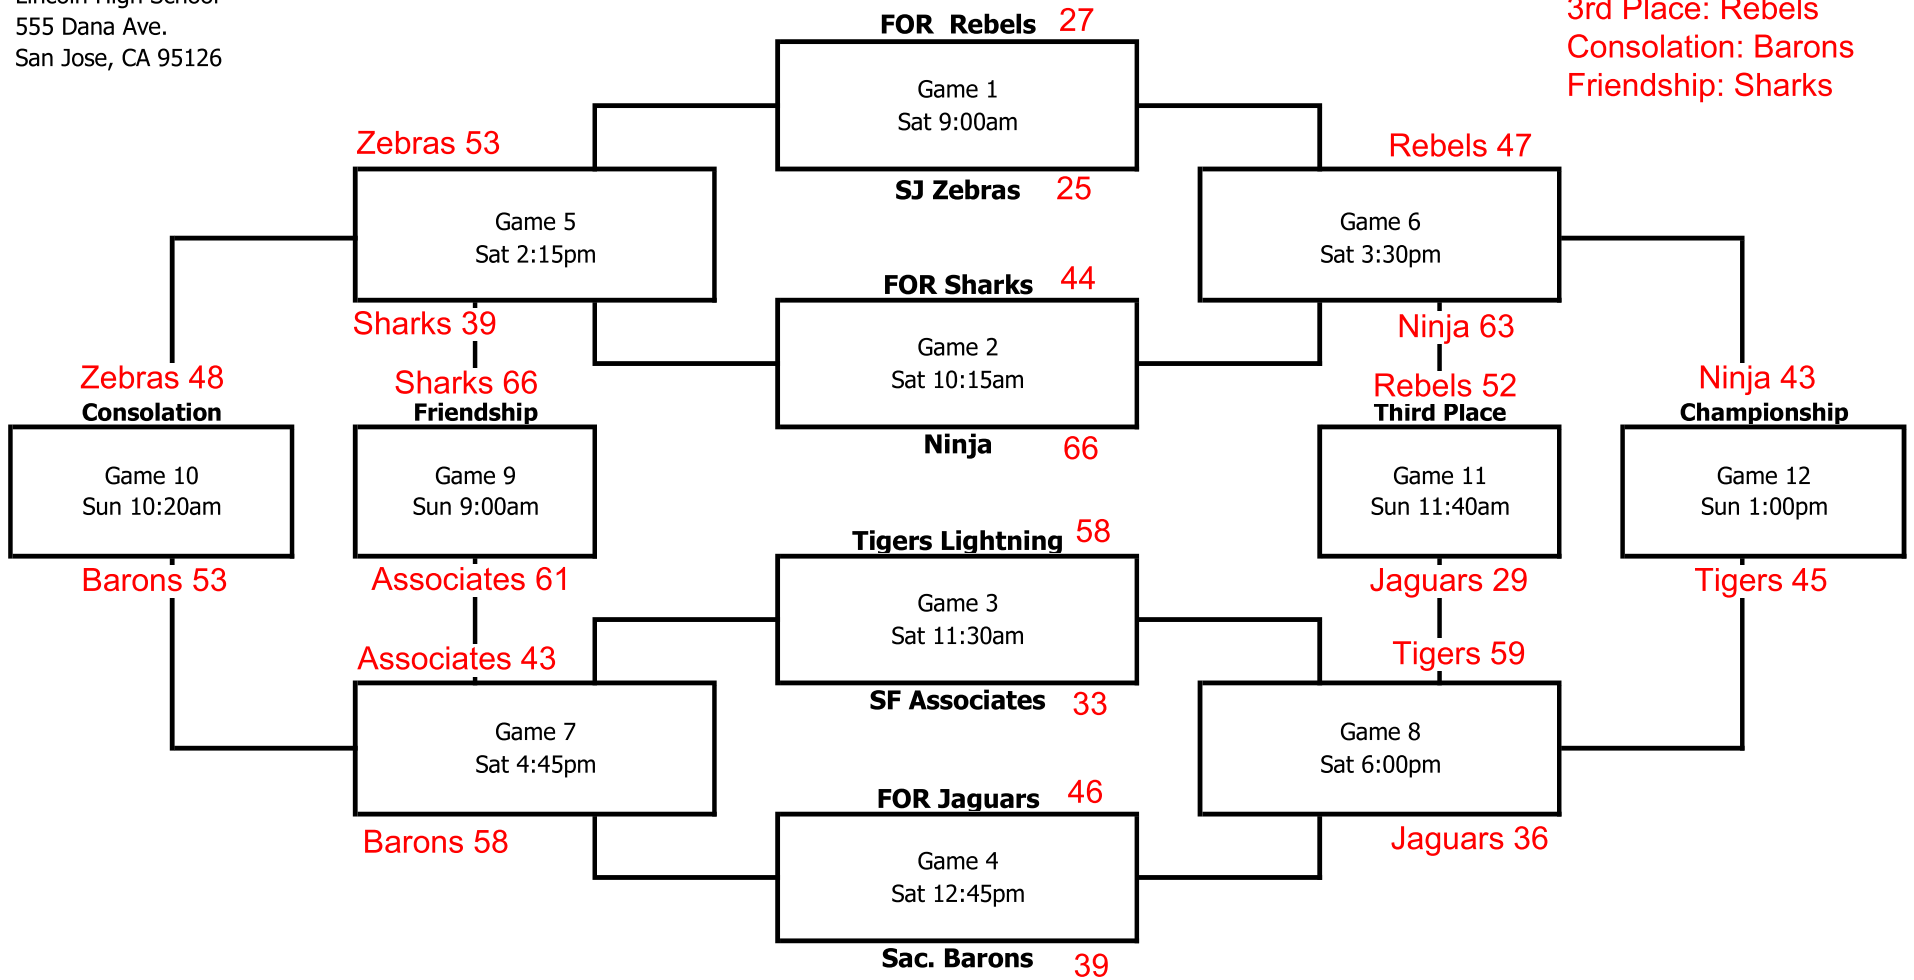 Lincoln High School
555 Dana Ave.
San Jose, CA 95126
3rd Place: Rebels
Consolation: Barons
Friendship: Sharks
FOR  Rebels 27
Game 1
Sat 9:00am
SJ Zebras 25
Zebras 53
Game 5
Sat 2:15pm
Sharks 39
Rebels 47
Game 6
Sat 3:30pm
Ninja 63
FOR Sharks 44
Game 2
Sat 10:15am
Ninja 66
Zebras 48
Consolation
Game 10
Sun 10:20am
Barons 53
Sharks 66
Friendship
Game 9
Sun 9:00am
Associates 61
Rebels 52
Third Place
Game 11
Sun 11:40am
Jaguars 29
Ninja 43
Championship
Game 12
Sun 1:00pm
Tigers 45
Tigers Lightning 58
Game 3
Sat 11:30am
SF Associates 33
Associates 43
Game 7
Sat 4:45pm
Barons 58
Tigers 59
Game 8
Sat 6:00pm
Jaguars 36
FOR Jaguars 46
Game 4
Sat 12:45pm
Sac. Barons 39